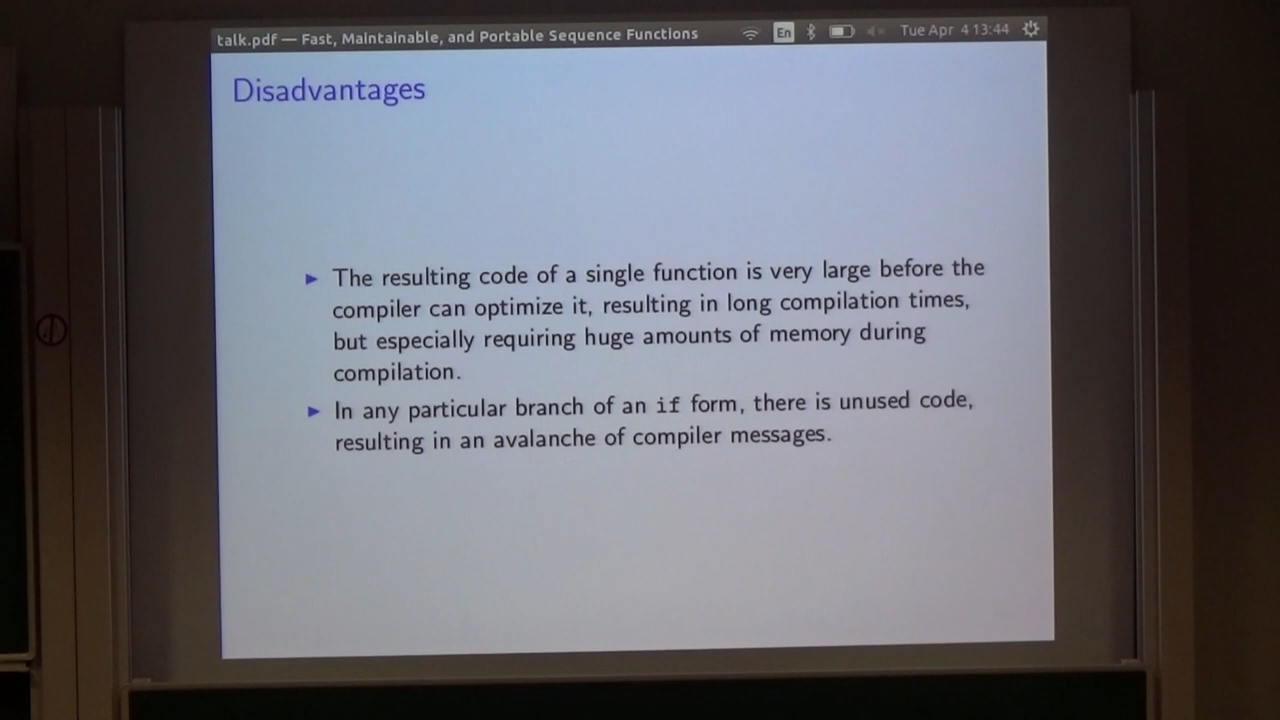 talk.pdf — Fast, Maintainable, and Portable Sequence Functions En Tue Apr 4 13:44
Disadvantages
The resulting code of a single function is very large before the
compiler can optimize it, resulting in long compilation times,
but especially requiring huge amounts of memory during
compilation.
In any particular branch of an if form, there is unused code,
resulting in an avalanche of compiler messages.